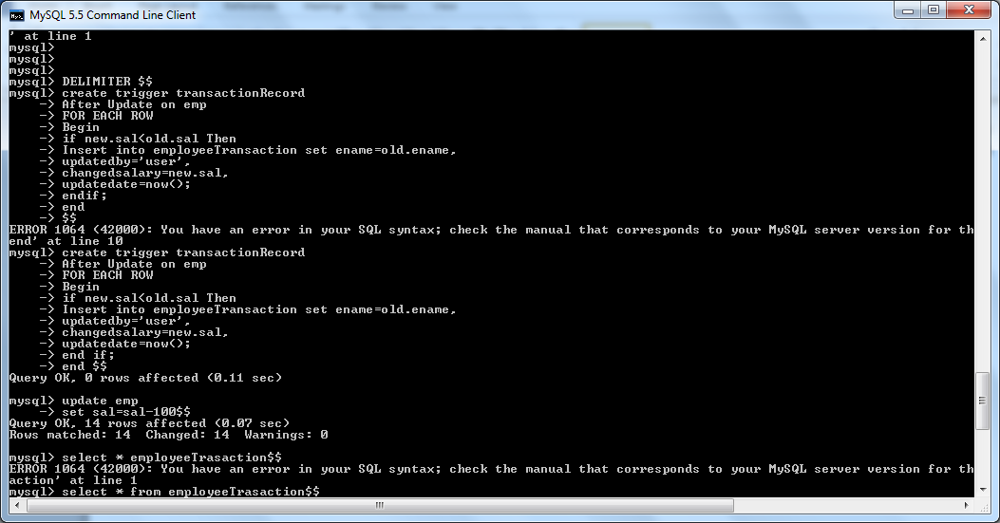 MySQL 5.5 Command Line Client
' at line 1
mysql>
mysql>
mysql>
mysql> DELIMITER $$
mysql> create trigger transactionRecord
    -> After Update on emp
    -> FOR EACH ROW
    -> Begin
    -> if new.sal<old.sal Then
    -> Insert into employeeTransaction set ename=old.ename,
    -> updatedby='user',
    -> changedsalary=new.sal,
    -> updatedate=now();
    -> endif;
    -> end
    -> $$
ERROR 1064 (42000): You have an error in your SQL syntax; check the manual that corresponds to your MySQL server version for th
end' at line 10
mysql> create trigger transactionRecord
    -> After Update on emp
    -> FOR EACH ROW
    -> Begin
    -> if new.sal<old.sal Then
    -> Insert into employeeTransaction set ename=old.ename,
    -> updatedby='user',
    -> changedsalary=new.sal,
    -> updatedate=now();
    -> end if;
    -> end $$
Query OK, 0 rows affected (0.11 sec)
mysql> update emp
    -> set sal=sal-100$$
Query OK, 14 rows affected (0.07 sec)
Rows matched: 14  Changed: 14  Warnings: 0
mysql> select * employeeTrasaction$$
ERROR 1064 (42000): You have an error in your SQL syntax; check the manual that corresponds to your MySQL server version for th
action' at line 1
mysql> select * from employeeTrasaction$$